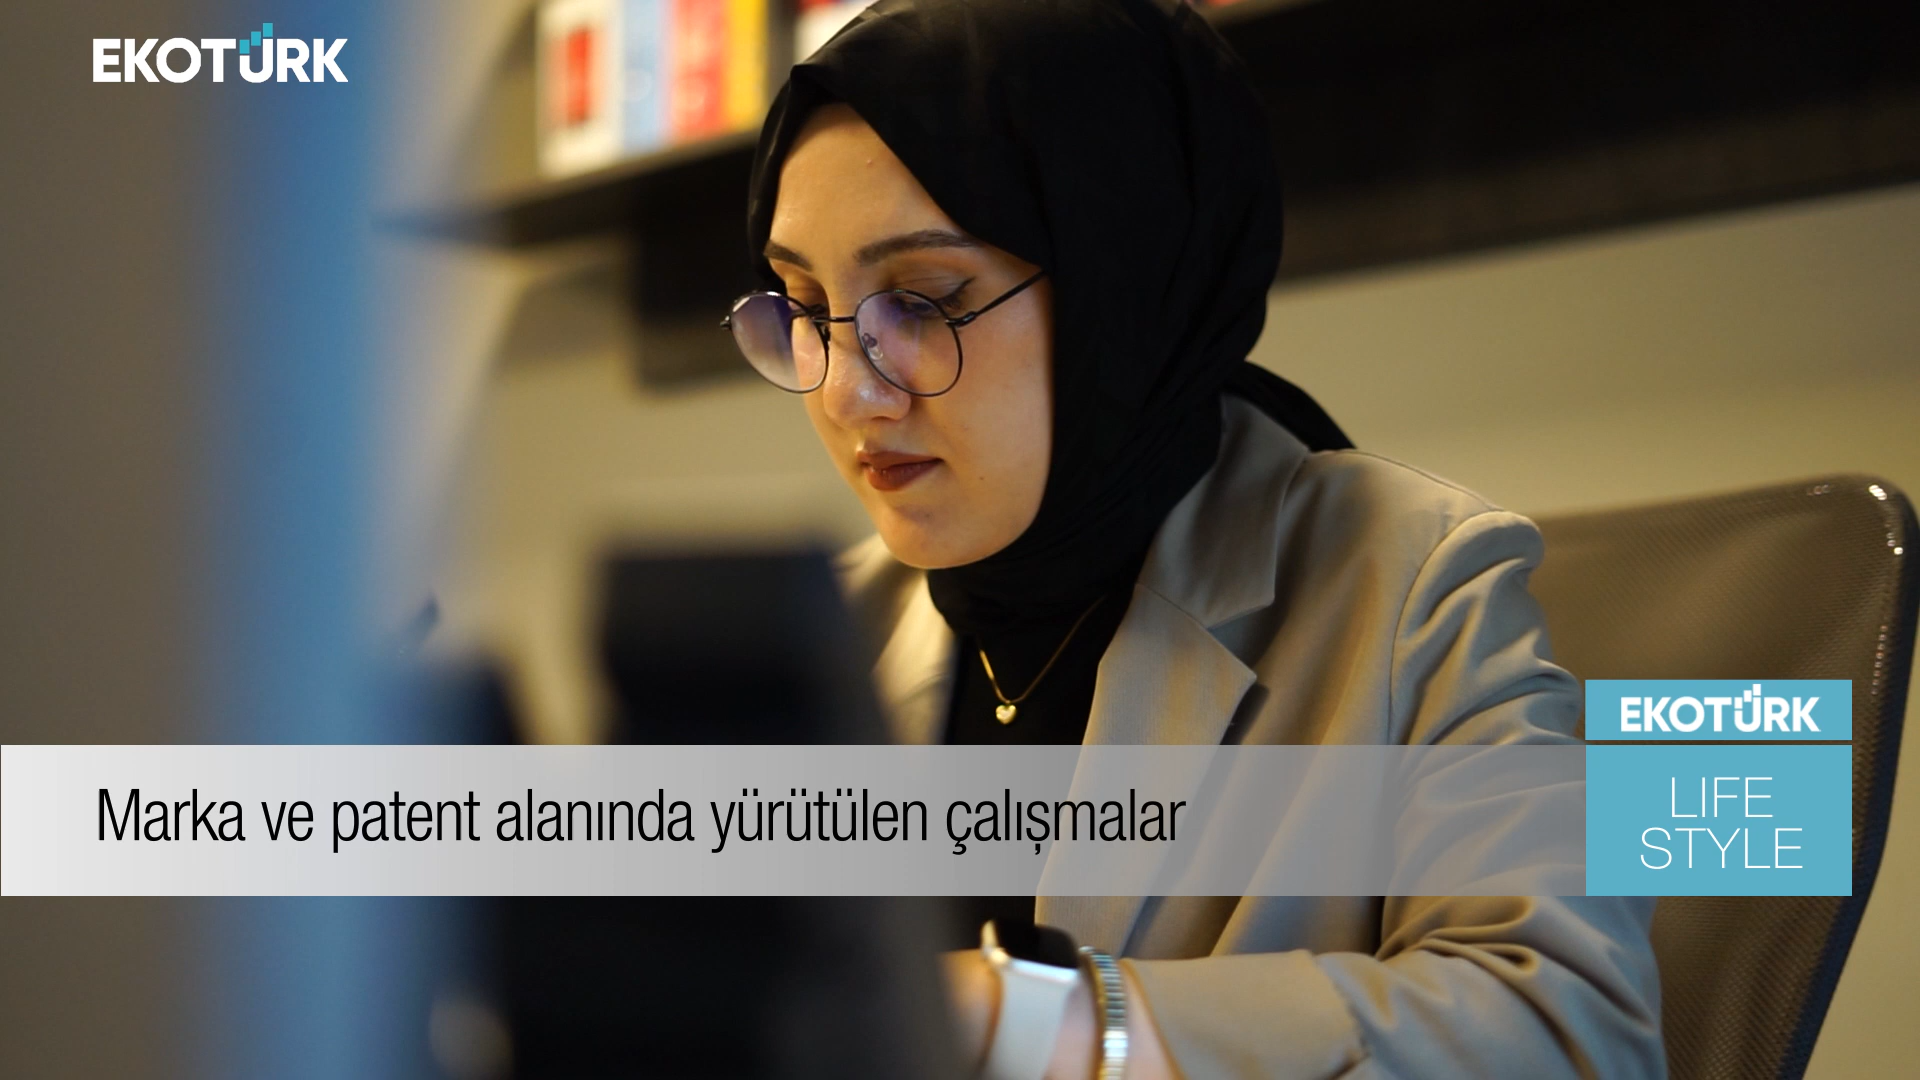 EKOTÜRK
EKOTÜRK
Marka ve patent alanında yürütülen çalışmalar
LIFE
STYLE